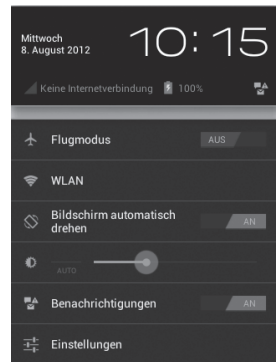 Mittwoch
8. August 2012
10:15
Keine Internetverbindung 100%
Flugmodus AUS
WLAN
Bildschirm automatisch
drehen AN
AUTO
Benachrichtigungen AN
Einstellungen